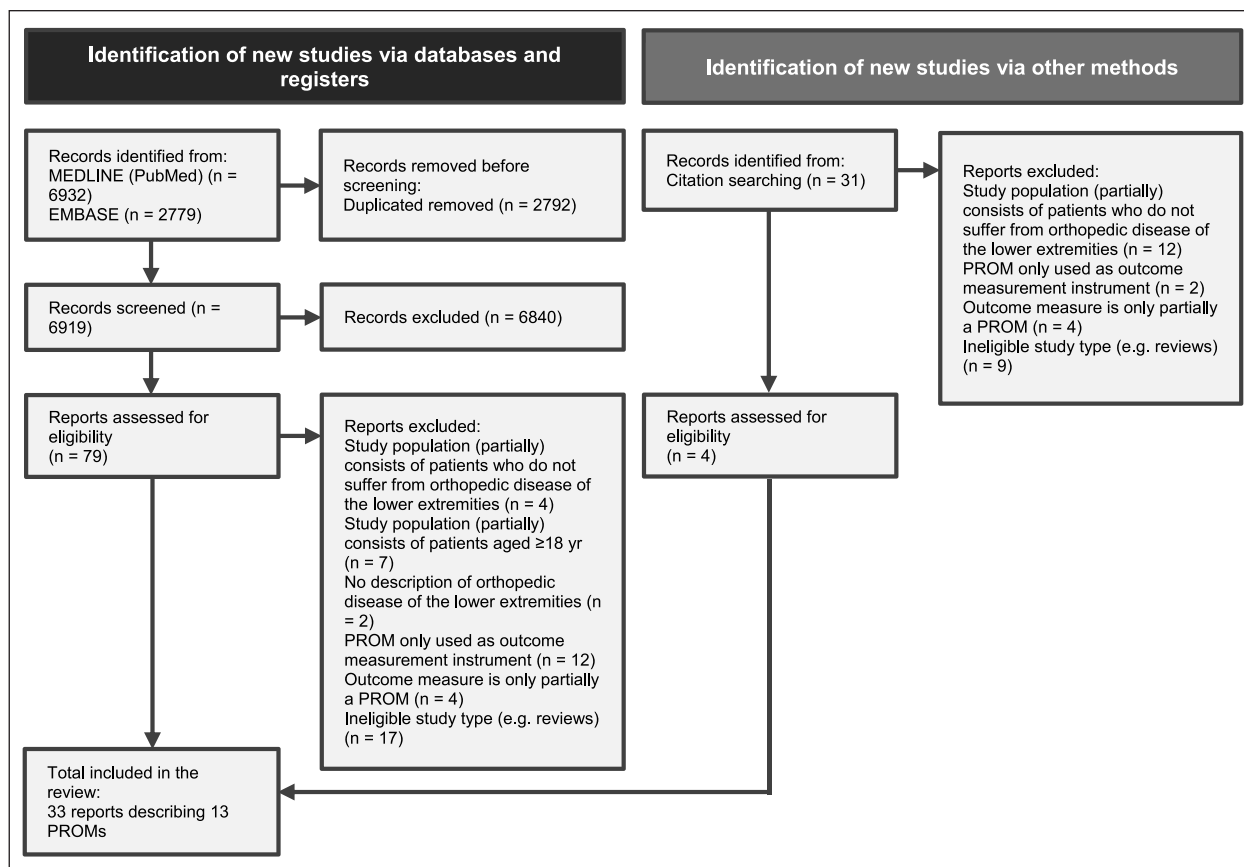 Identification of new studies via databases and
registers
Identification of new studies via other methods
Records identified from:
MEDLINE (PubMed) (n =
6932)
EMBASE (n = 2779)
Records removed before
screening:
Duplicated removed (n = 2792)
Records identified from:
Citation searching (n = 31)
Reports excluded:
Study population (partially)
consists of patients who do not
suffer from orthopedic disease of
the lower extremities (n = 12)
PROM only used as outcome
measurement instrument (n = 2)
Outcome measure is only partially
a PROM (n = 4)
Ineligible study type (e.g. reviews)
(n = 9)
Records screened (n =
6919)
Records excluded (n = 6840)
Reports assessed for
eligibility
(n = 79)
Reports excluded:
Study population (partially)
consists of patients who do not
suffer from orthopedic disease of
the lower extremities (n = 4)
Study population (partially)
consists of patients aged ≥18 yr
(n = 7)
No description of orthopedic
disease of the lower extremities (n
= 2)
PROM only used as outcome
measurement instrument (n = 12)
Outcome measure is only partially
a PROM (n = 4)
Ineligible study type (e.g. reviews)
(n = 17)
Reports assessed for
eligibility
(n = 4)
Total included in the
review:
33 reports describing 13
PROMs